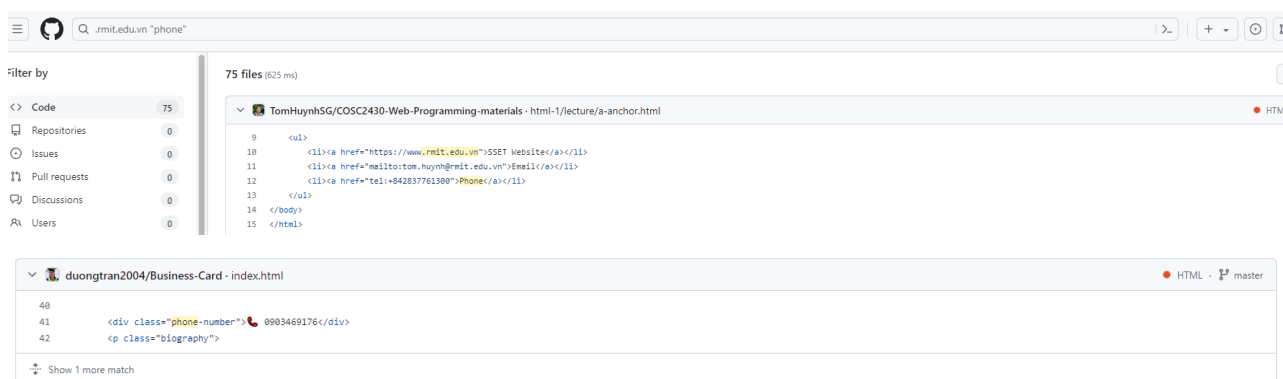 .rmit.edu.vn "phone"
Filter by
75 files (625 ms)
Code 75
TomHuynhSG/COSC2430-Web-Programming-materials · html-1/lecture/a-anchor.html
HTM
Repositories 0
Issues 0
Pull requests 0
Discussions 0
Users 0
9 <ul>
10 <li><a href="https://www.rmit.edu.vn">SSET Website</a></li>
11 <li><a href="mailto:tom.huynh@rmit.edu.vn">Email</a></li>
12 <li><a href="tel:+842837761300">Phone</a></li>
13 </ul>
14 </body>
15 </html>
duongtran2004/Business-Card · index.html
HTML · master
40
41 <div class="phone-number">📞 0903469176</div>
42 <p class="biography">
Show 1 more match